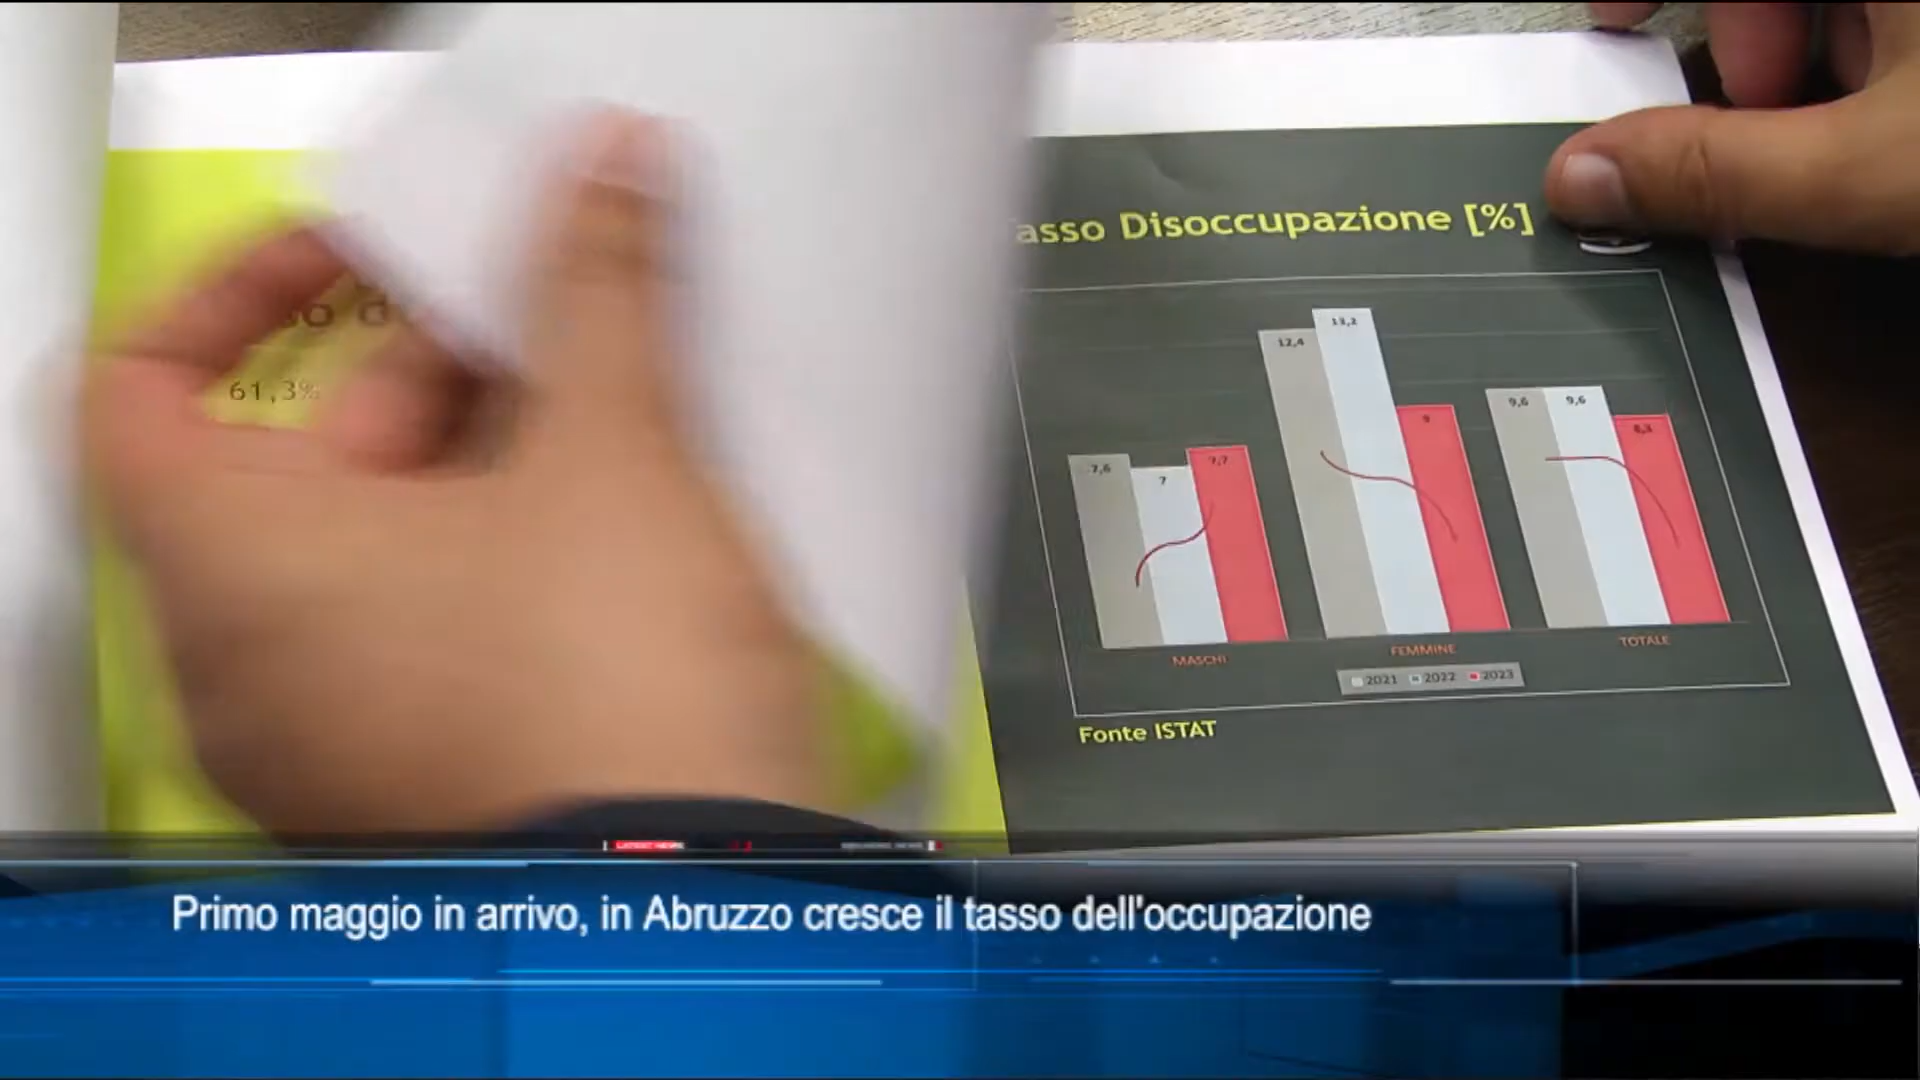 asso Disoccupazione [%]
61,3%
13,2
12,4
9,6 9,6
9
8,3
7,6 7 7,7
MASCHI FEMMINE TOTALE
2021 2022 2023
Fonte ISTAT
LATEST NEWS
Primo maggio in arrivo, in Abruzzo cresce il tasso dell'occupazione